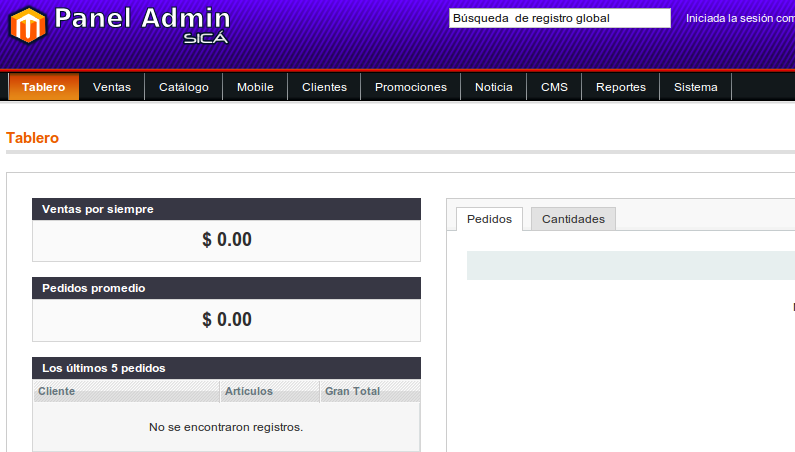 Panel Admin
SICÁ
Búsqueda de registro global
Iniciada la sesión com
Tablero Ventas Catálogo Mobile Clientes Promociones Noticia CMS Reportes Sistema
Tablero
Ventas por siempre
$ 0.00
Pedidos promedio
$ 0.00
Los últimos 5 pedidos
Cliente Artículos Gran Total
No se encontraron registros.
Pedidos Cantidades